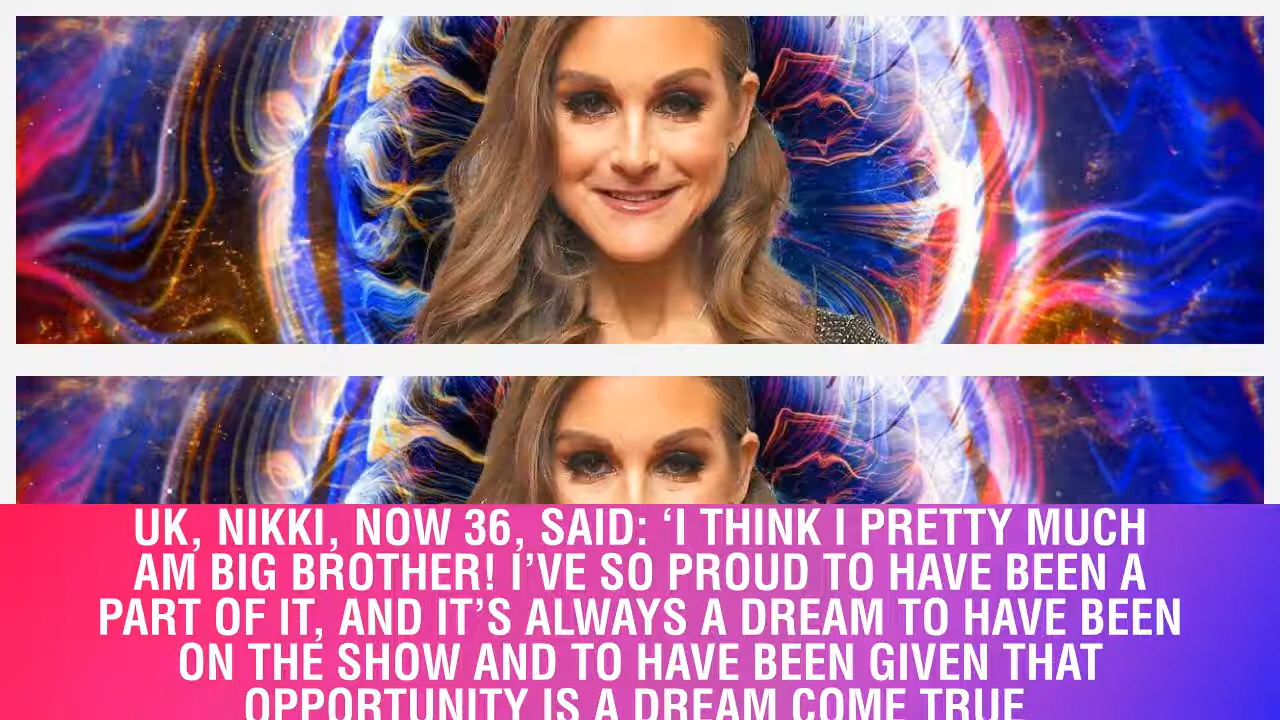 UK, NIKKI, NOW 36, SAID: ‘I THINK I PRETTY MUCH
AM BIG BROTHER! I’VE SO PROUD TO HAVE BEEN A
PART OF IT, AND IT’S ALWAYS A DREAM TO HAVE BEEN
ON THE SHOW AND TO HAVE BEEN GIVEN THAT
OPPORTUNITY IS A DREAM COME TRUE